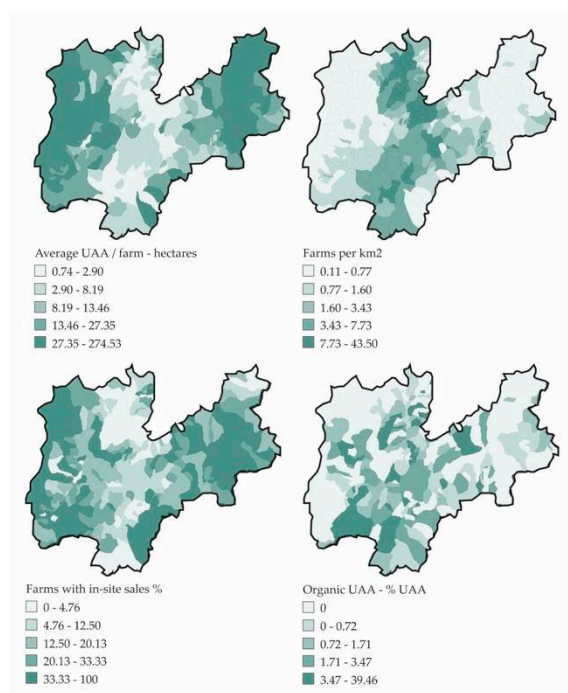 Average UAA / farm - hectares
0.74 - 2.90
2.90 - 8.19
8.19 - 13.46
13.46 - 27.35
27.35 - 274.53
Farms per km2
0.11 - 0.77
0.77 - 1.60
1.60 - 3.43
3.43 - 7.73
7.73 - 43.50
Farms with in-site sales %
0 - 4.76
4.76 - 12.50
12.50 - 20.13
20.13 - 33.33
33.33 - 100
Organic UAA - % UAA
0
0 - 0.72
0.72 - 1.71
1.71 - 3.47
3.47 - 39.46